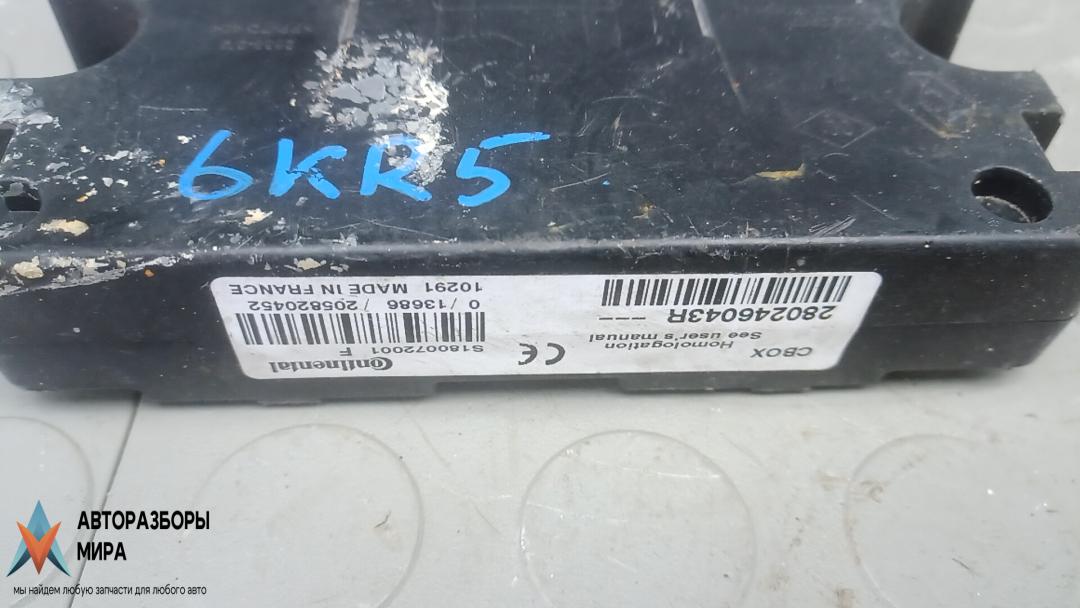 6KR5
CBOX
Homologation
See user's manual
280246043R
CE
Continental
S180072001 F
0 / 13686 / 205820452
10291 MADE IN FRANCE
АВТОРАЗБОРЫ
МИРА
мы найдем любую запчасти для любого авто